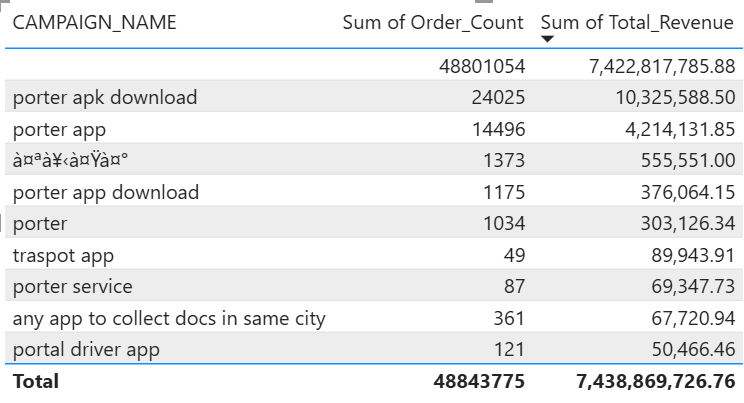 CAMPAIGN_NAME Sum of Order_Count Sum of Total_Revenue
48801054 7,422,817,785.88
porter apk download 24025 10,325,588.50
porter app 14496 4,214,131.85
à¤ªà¥‹à¤Ÿà¤° 1373 555,551.00
porter app download 1175 376,064.15
porter 1034 303,126.34
traspot app 49 89,943.91
porter service 87 69,347.73
any app to collect docs in same city 361 67,720.94
portal driver app 121 50,466.46
Total 48843775 7,438,869,726.76